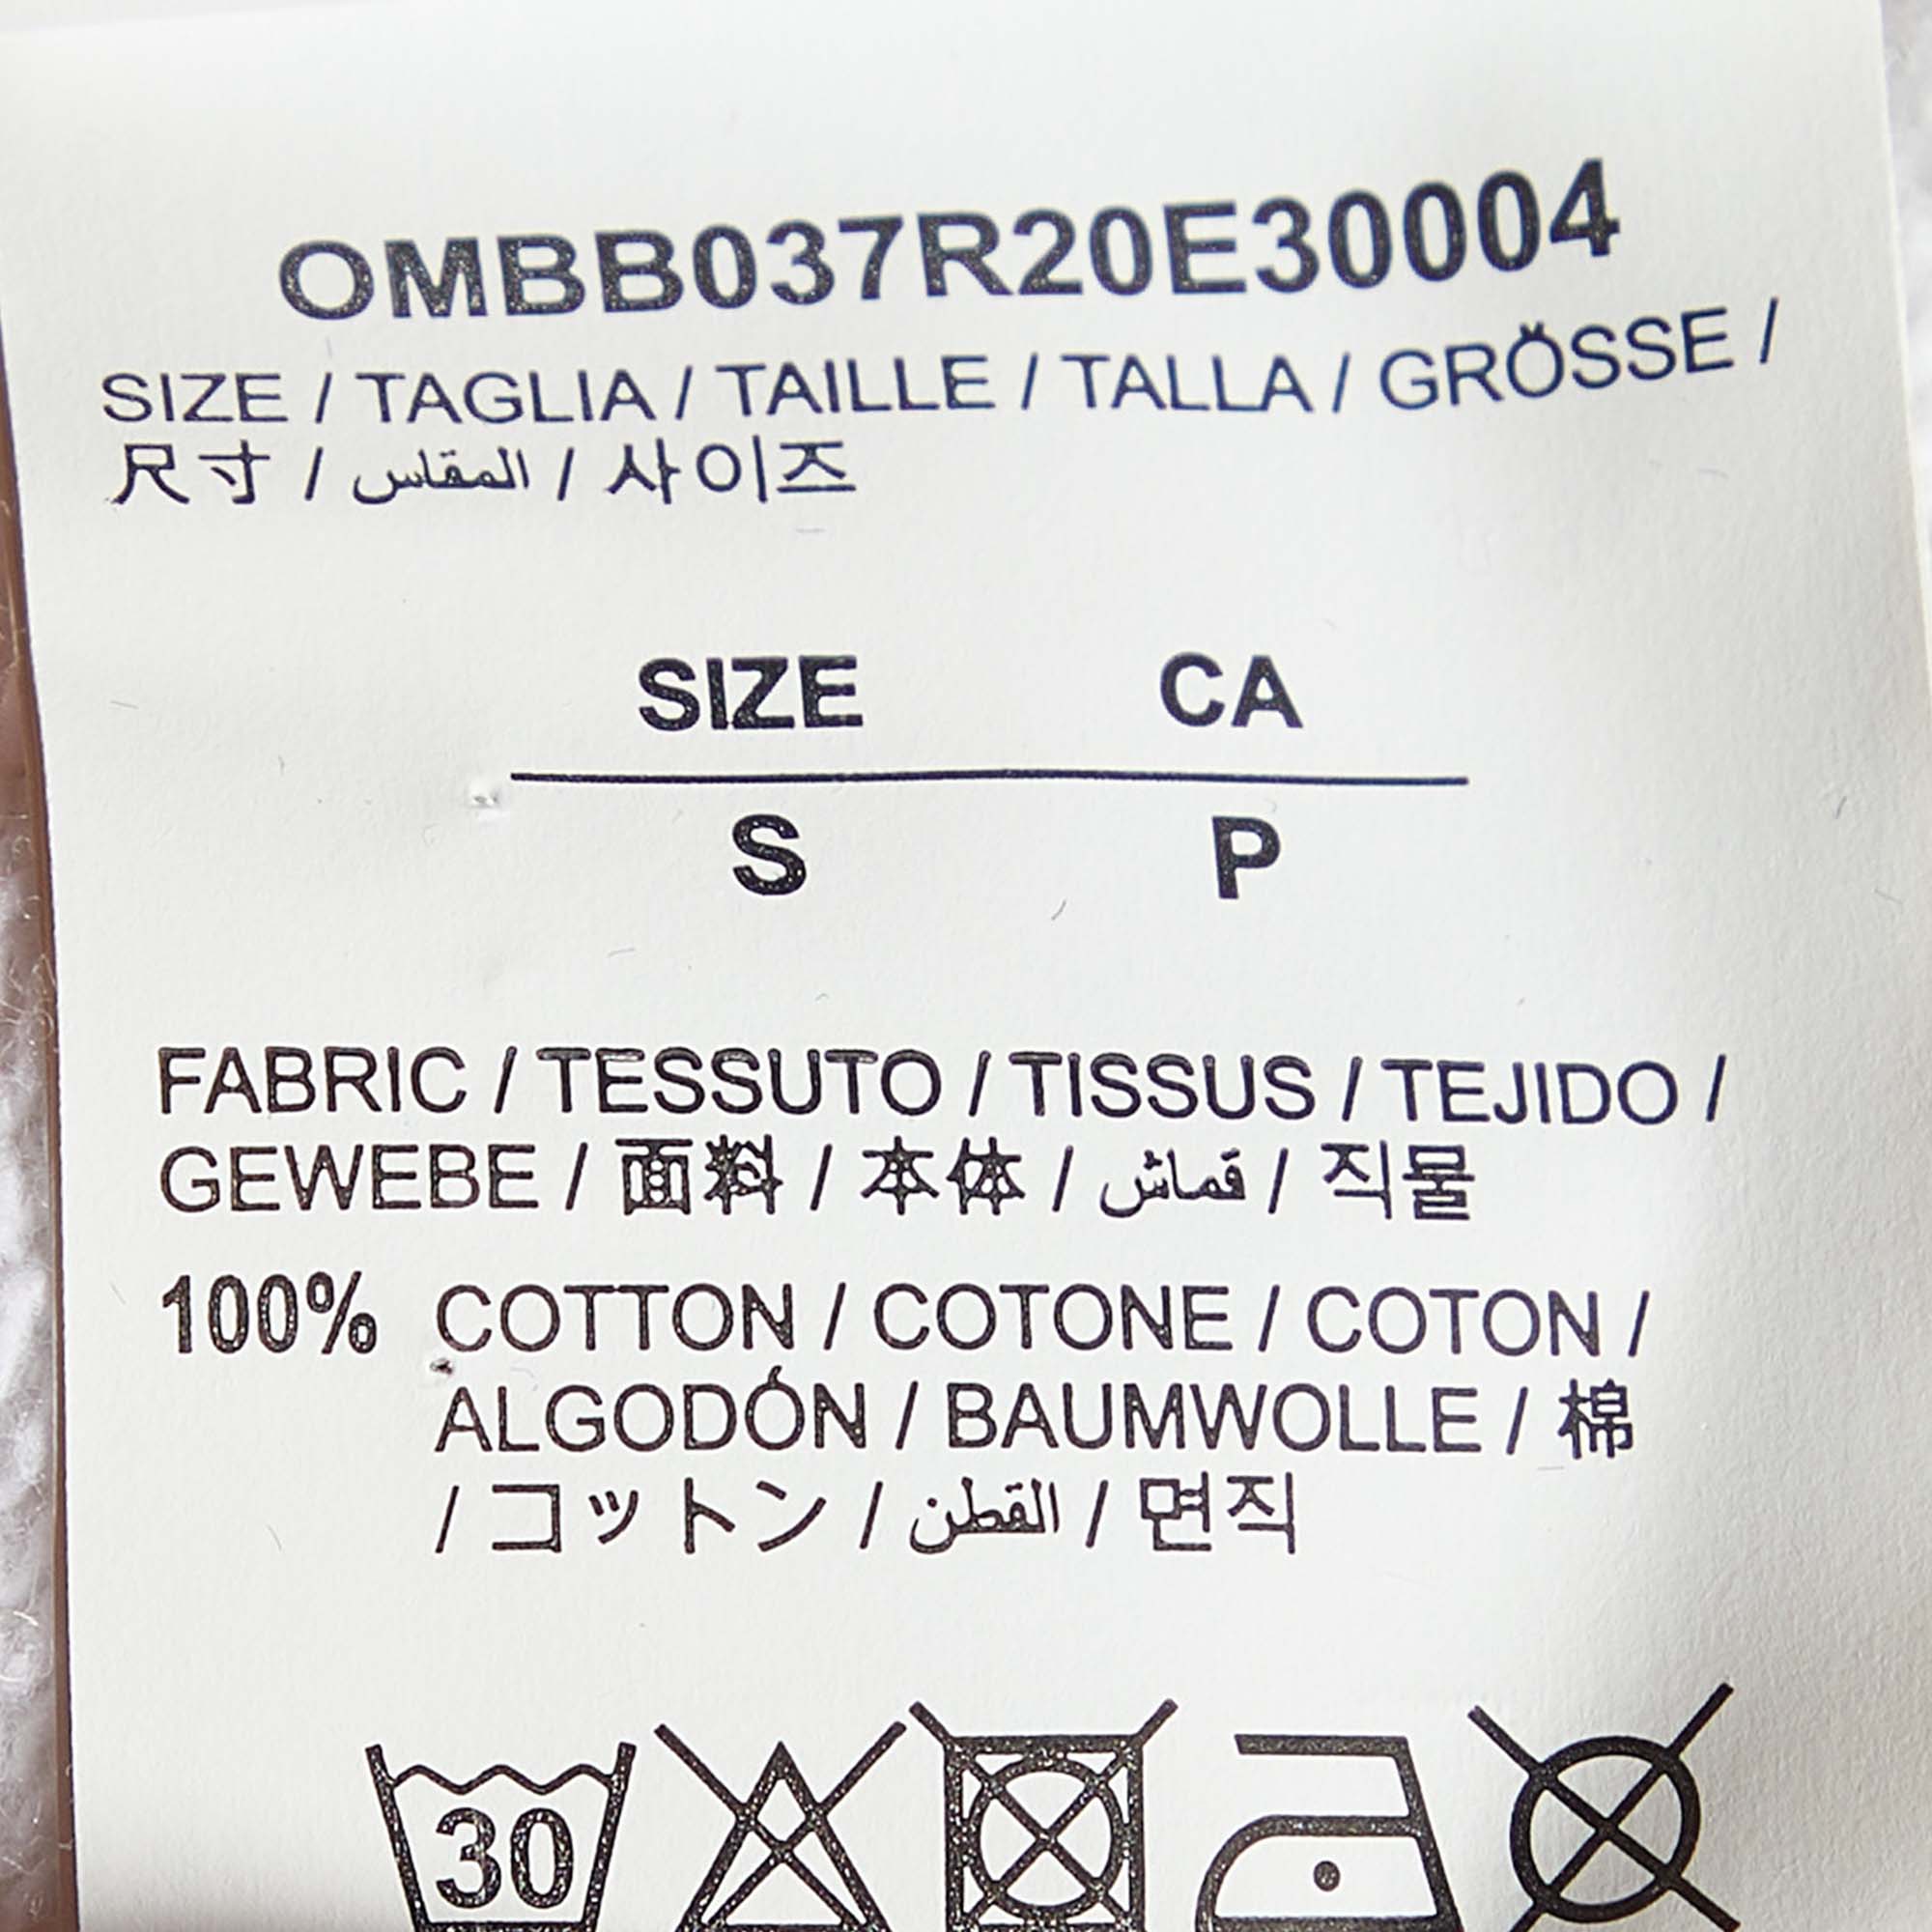 OMBB037R20E30004
SIZE / TAGLIA / TAILLE / TALLA / GRÖSSE /
尺寸 / المقاس / 사이즈
SIZE CA
S P
FABRIC / TESSUTO / TISSUS / TEJIDO /
GEWEBE / 面料 / 本体 / قماش / 직물
100% COTTON / COTONE / COTON /
ALGODÓN / BAUMWOLLE / 棉
/ コットン / القطن / 면직
30